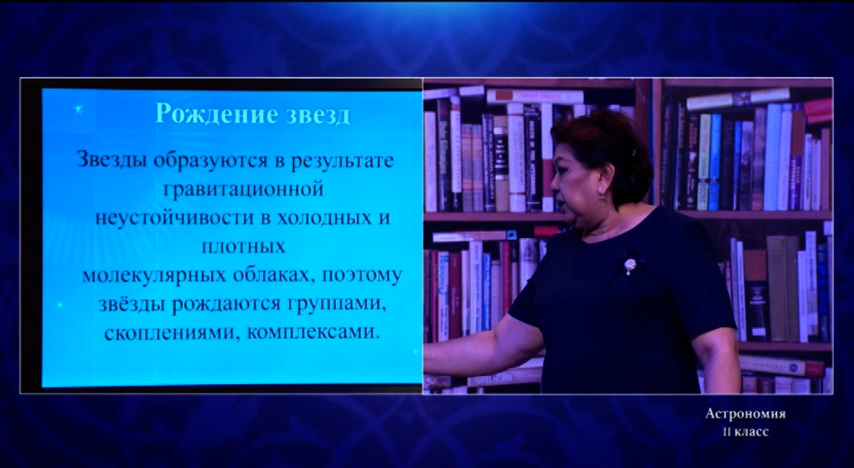 Рождение звезд
Звезды образуются в результате
гравитационной
неустойчивости в холодных и
плотных
молекулярных облаках, поэтому
звёзды рождаются группами,
скоплениями, комплексами.
Астрономия
11 класс